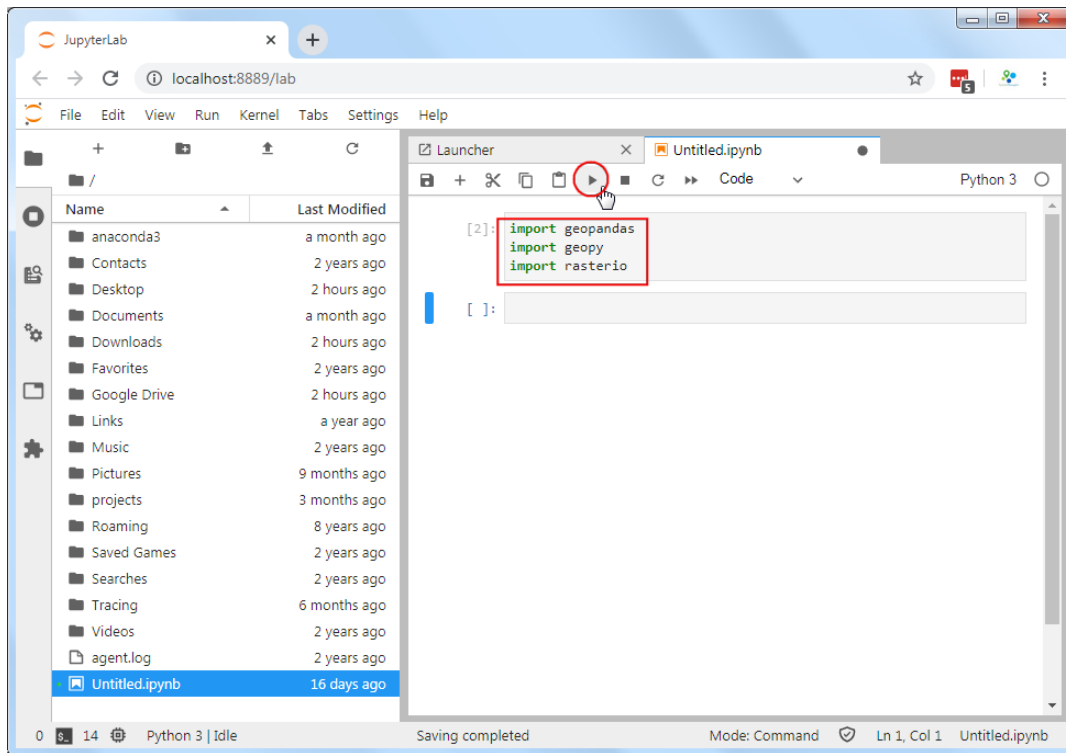 JupyterLab
localhost:8889/lab
5
File Edit View Run Kernel Tabs Settings Help
/
Name Last Modified
anaconda3 a month ago
Contacts 2 years ago
Desktop 2 hours ago
Documents a month ago
Downloads 2 hours ago
Favorites 2 years ago
Google Drive 2 hours ago
Links a year ago
Music 2 years ago
Pictures 9 months ago
projects 3 months ago
Roaming 8 years ago
Saved Games 2 years ago
Searches 2 years ago
Tracing 6 months ago
Videos 2 years ago
agent.log 2 years ago
Untitled.ipynb 16 days ago
Launcher Untitled.ipynb
Code Python 3
[2]: import geopandas
import geopy
import rasterio
[ ]:
0 $_ 14 Python 3 | Idle Saving completed Mode: Command Ln 1, Col 1 Untitled.ipynb